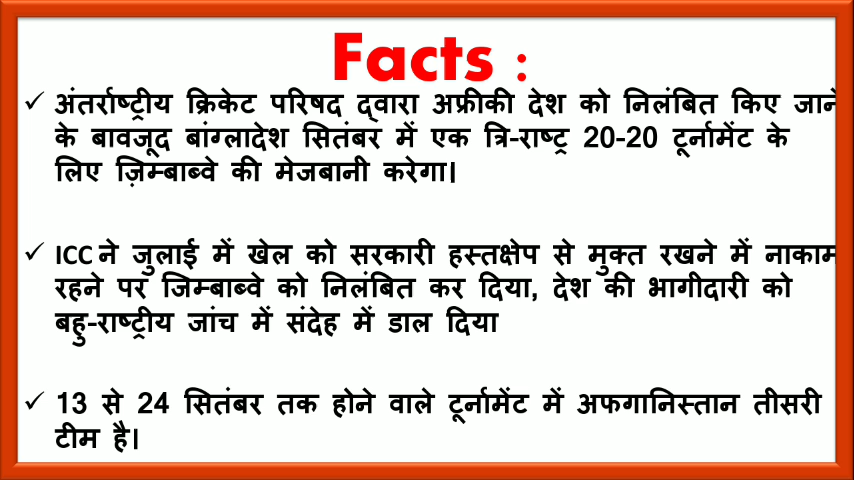 Facts :
✓ अंतर्राष्ट्रीय क्रिकेट परिषद द्वारा अफ्रीकी देश को निलंबित किए जाने
के बावजूद बांग्लादेश सितंबर में एक त्रि-राष्ट्र 20-20 टूर्नामेंट के
लिए ज़िम्बाब्वे की मेजबानी करेगा।
✓ ICC ने जुलाई में खेल को सरकारी हस्तक्षेप से मुक्त रखने में नाकाम
रहने पर जिम्बाब्वे को निलंबित कर दिया, देश की भागीदारी को
बहु-राष्ट्रीय जांच में संदेह में डाल दिया
✓ 13 से 24 सितंबर तक होने वाले टूर्नामेंट में अफगानिस्तान तीसरी
टीम है।